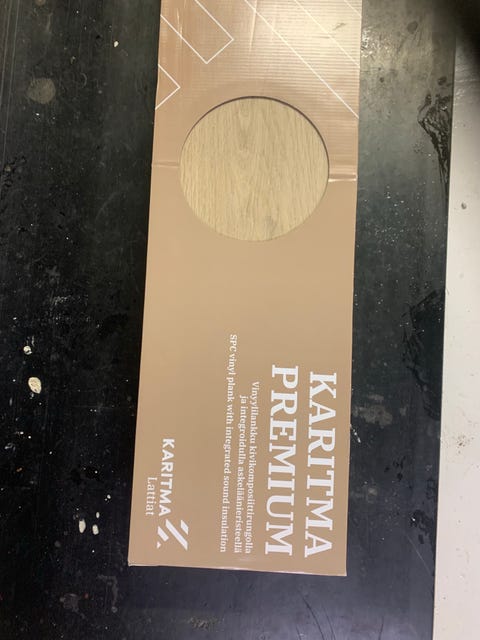 KARITMA
PREMIUM
Vinyylilankku kivikomposiittirungolla
ja integroidulla askeläänieristeellä
SPC vinyl plank with integrated sound insulation
KARITMA
Lattiat